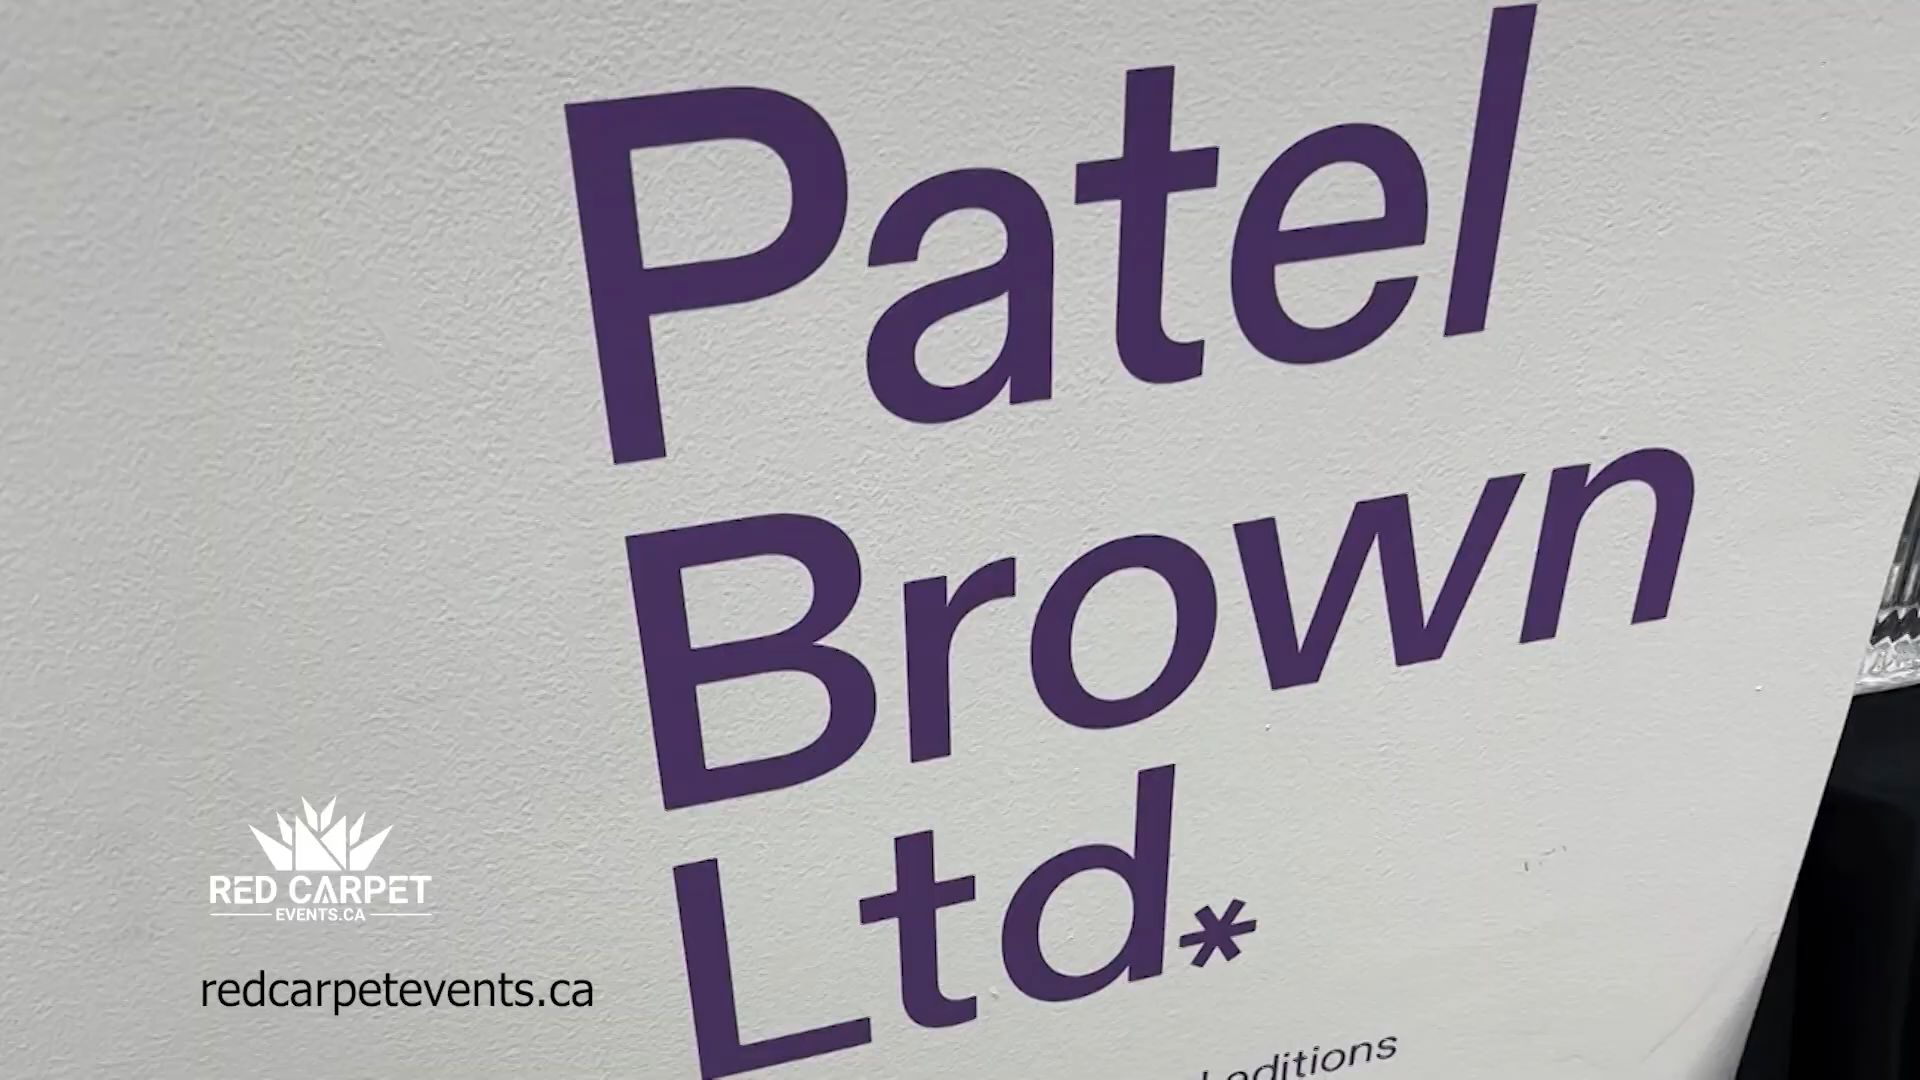 Patel
Brown
Ltd*
editions
RED CARPET
EVENTS.CA
redcarpetevents.ca